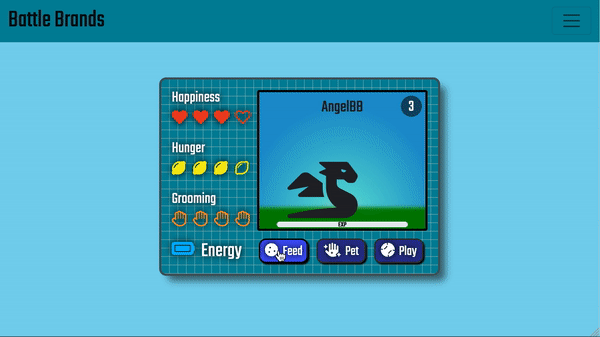 Battle Brands
Happiness
AngelBB
3
Hunger
Grooming
EXP
Energy
Feed
Pet
Play